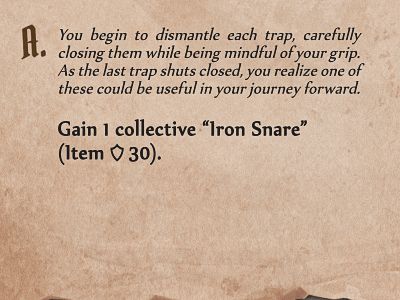 A. You begin to dismantle each trap, carefully
closing them while being mindful of your grip.
As the last trap shuts closed, you realize one of
these could be useful in your journey forward.
Gain 1 collective “Iron Snare”
(Item 30).